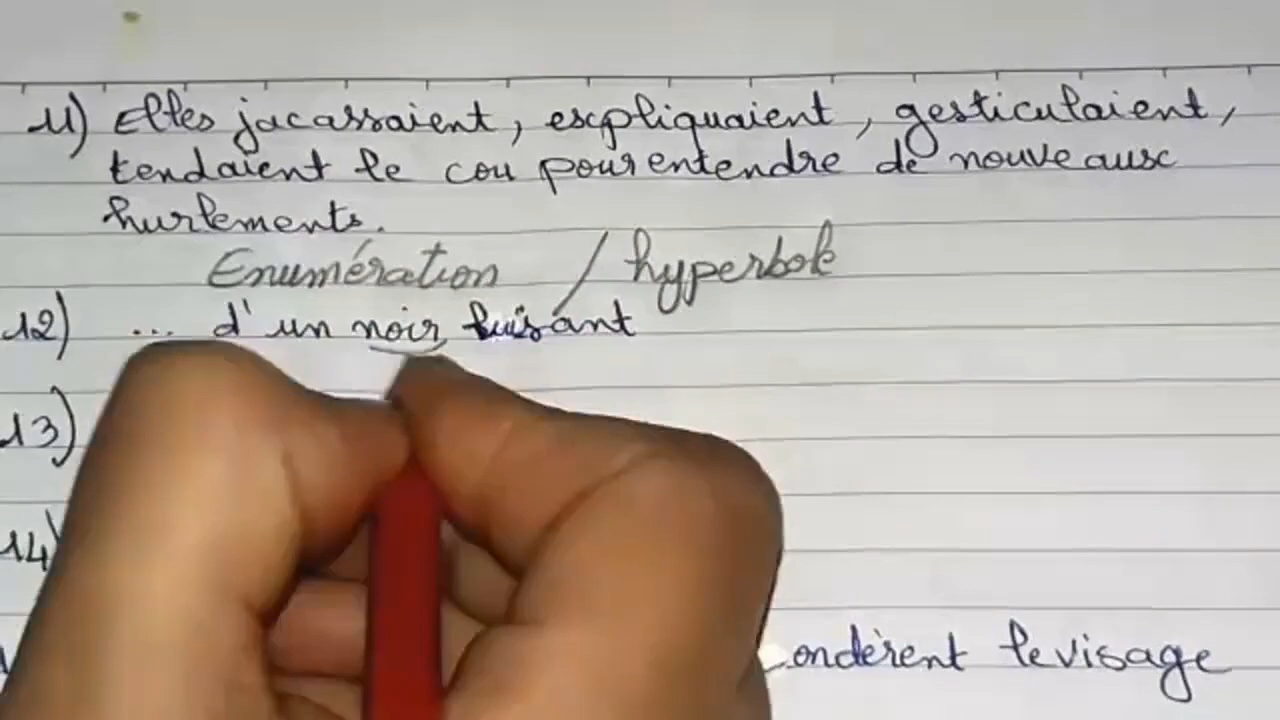 11) Elles jacassaient, expliquaient, gesticulaient,
tendaient le cou pour entendre de nouveaux
hurlements.
Enumération / hyperbole
12) ... d'un noir luisant
13)
14)
ondèrent le visage